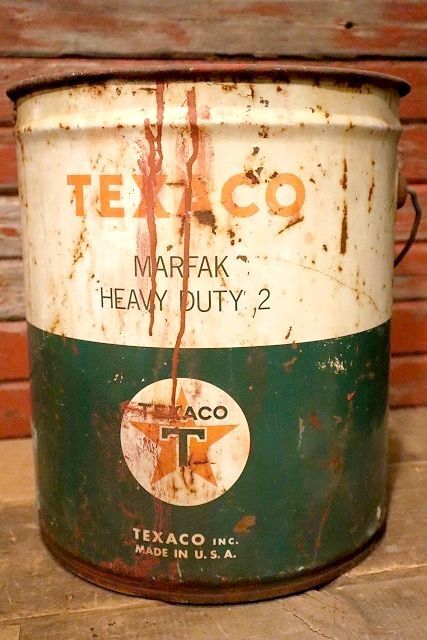 TEXACO
MARFAK
HEAVY DUTY 2
TEXACO
T
TEXACO INC.
MADE IN U.S.A.